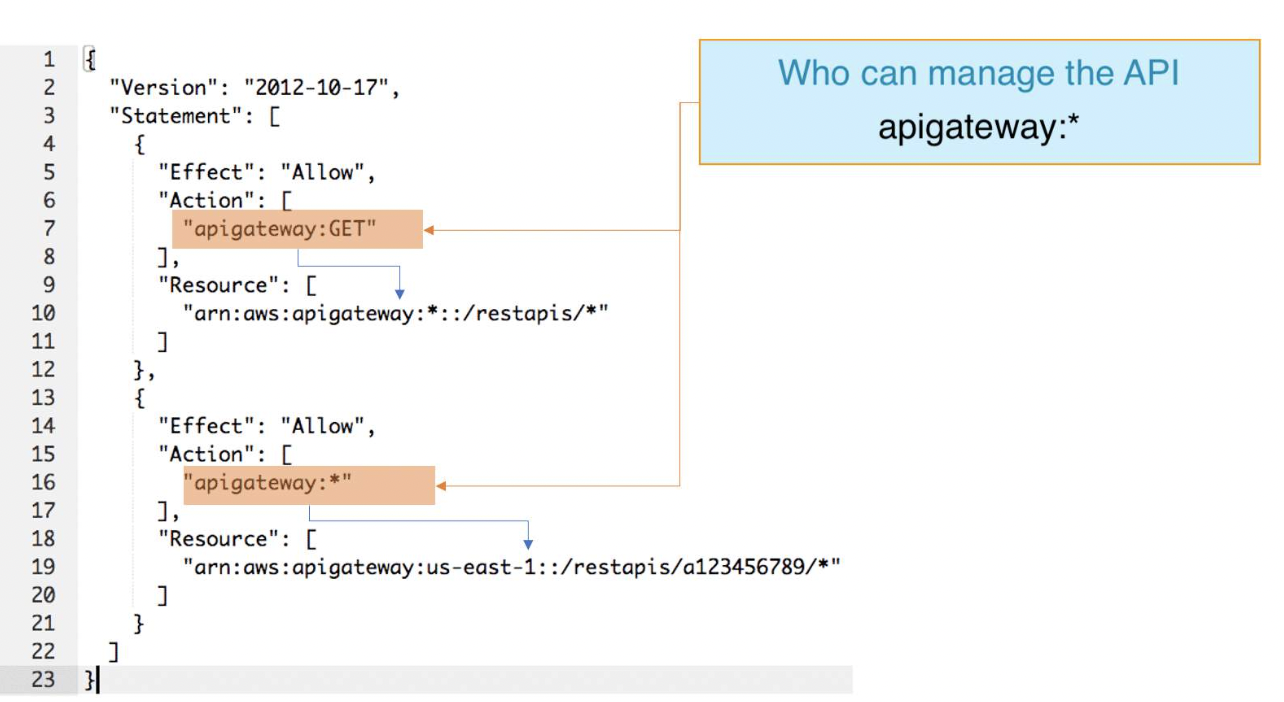 1 {
2 "Version": "2012-10-17",
3 "Statement": [
4 {
5 "Effect": "Allow",
6 "Action": [
7 "apigateway:GET"
8 ],
9 "Resource": [
10 "arn:aws:apigateway:*::/restapis/*"
11 ]
12 },
13 {
14 "Effect": "Allow",
15 "Action": [
16 "apigateway:*"
17 ],
18 "Resource": [
19 "arn:aws:apigateway:us-east-1::/restapis/a123456789/*"
20 ]
21 }
22 ]
23 }
Who can manage the API
apigateway:*